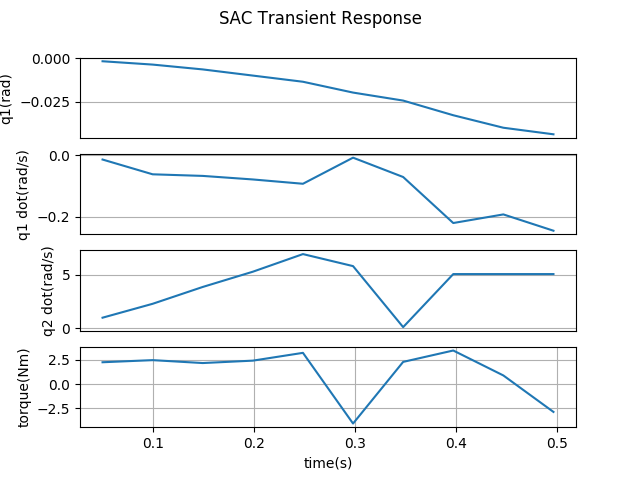 SAC Transient Response
0.000
−0.025
q1(rad)
0.0
−0.2
q1 dot(rad/s)
5
0
q2 dot(rad/s)
2.5
0.0
−2.5
torque(Nm)
0.1 0.2 0.3 0.4 0.5
time(s)